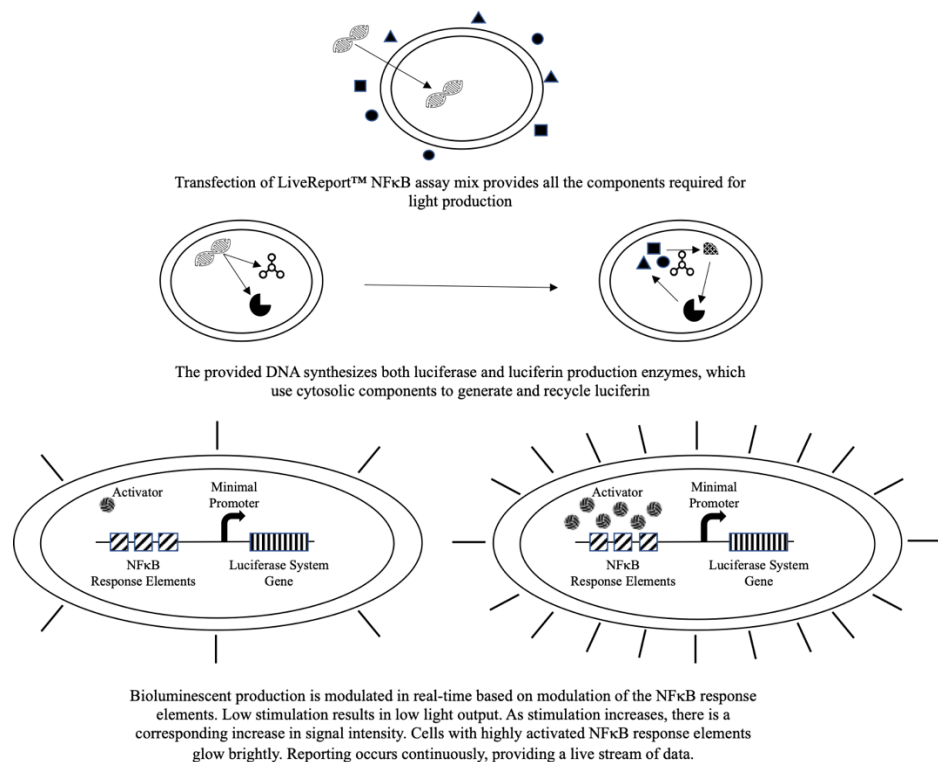 Transfection of LiveReport™ NFκB assay mix provides all the components required for
light production
The provided DNA synthesizes both luciferase and luciferin production enzymes, which
use cytosolic components to generate and recycle luciferin
Activator
Minimal
Promoter
NFκB
Response Elements
Luciferase System
Gene
Activator
Minimal
Promoter
NFκB
Response Elements
Luciferase System
Gene
Bioluminescent production is modulated in real-time based on modulation of the NFκB response
elements. Low stimulation results in low light output. As stimulation increases, there is a
corresponding increase in signal intensity. Cells with highly activated NFκB response elements
glow brightly. Reporting occurs continuously, providing a live stream of data.